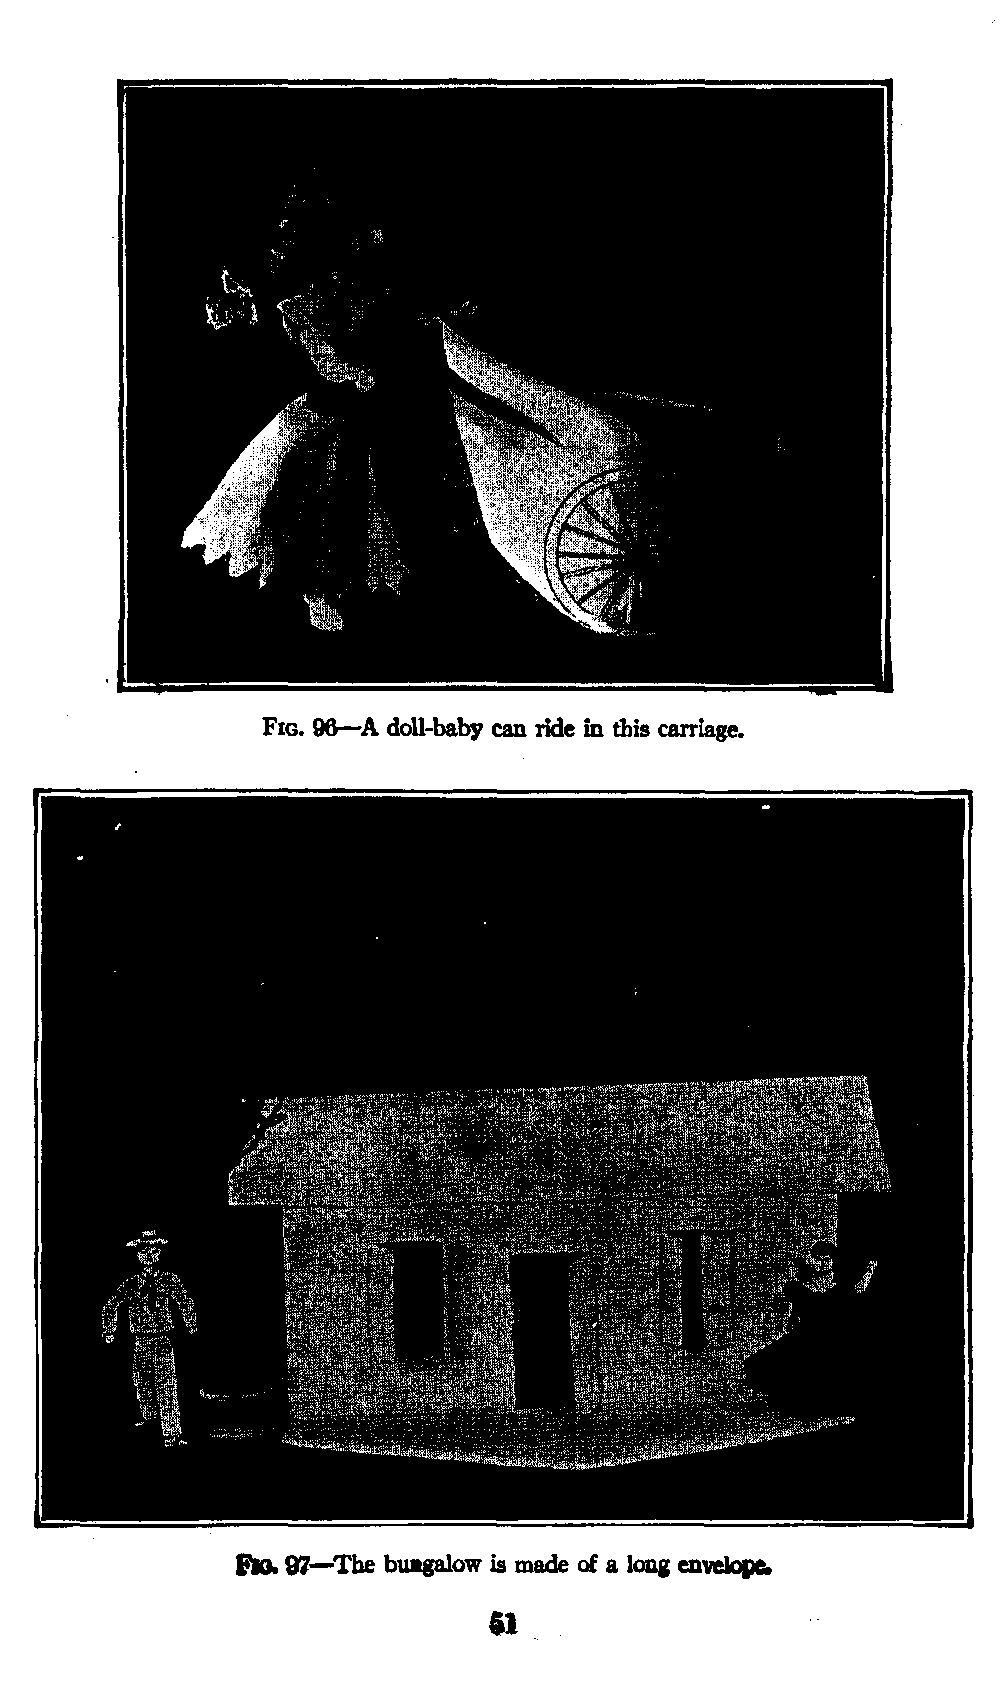 FIG. 96—A doll-baby can ride in this carriage.
FIG. 97—The bungalow is made of a long envelope.
51